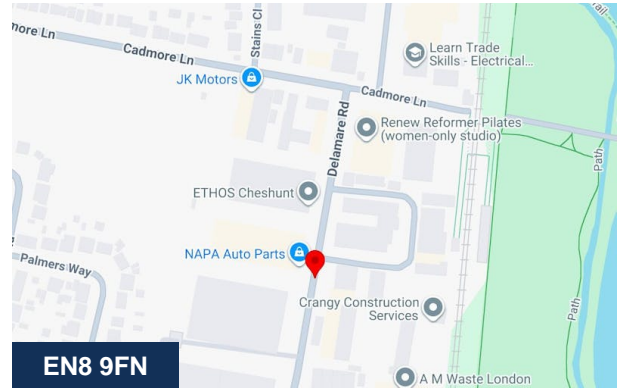 nore Ln
Cadmore Ln
Stains Cl
JK Motors
Learn Trade
Skills - Electrical...
Cadmore Ln
Delamare Rd
Renew Reformer Pilates
(women-only studio)
Path
ETHOS Cheshunt
NAPA Auto Parts
Palmers Way
Crangy Construction
Services
Path
A M Waste London
EN8 9FN